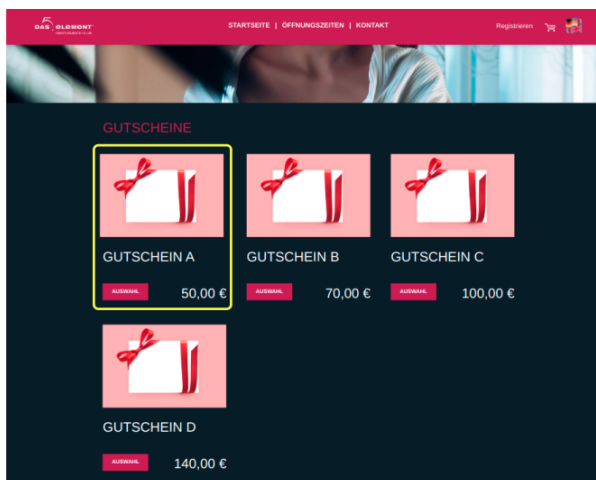 DAS 5. ELEMENT
STARTSEITE | ÖFFNUNGSZEITEN | KONTAKT
Registrieren
GUTSCHEINE
GUTSCHEIN A
GUTSCHEIN B
GUTSCHEIN C
AUSWAHL 50,00 €
AUSWAHL 70,00 €
AUSWAHL 100,00 €
GUTSCHEIN D
AUSWAHL 140,00 €